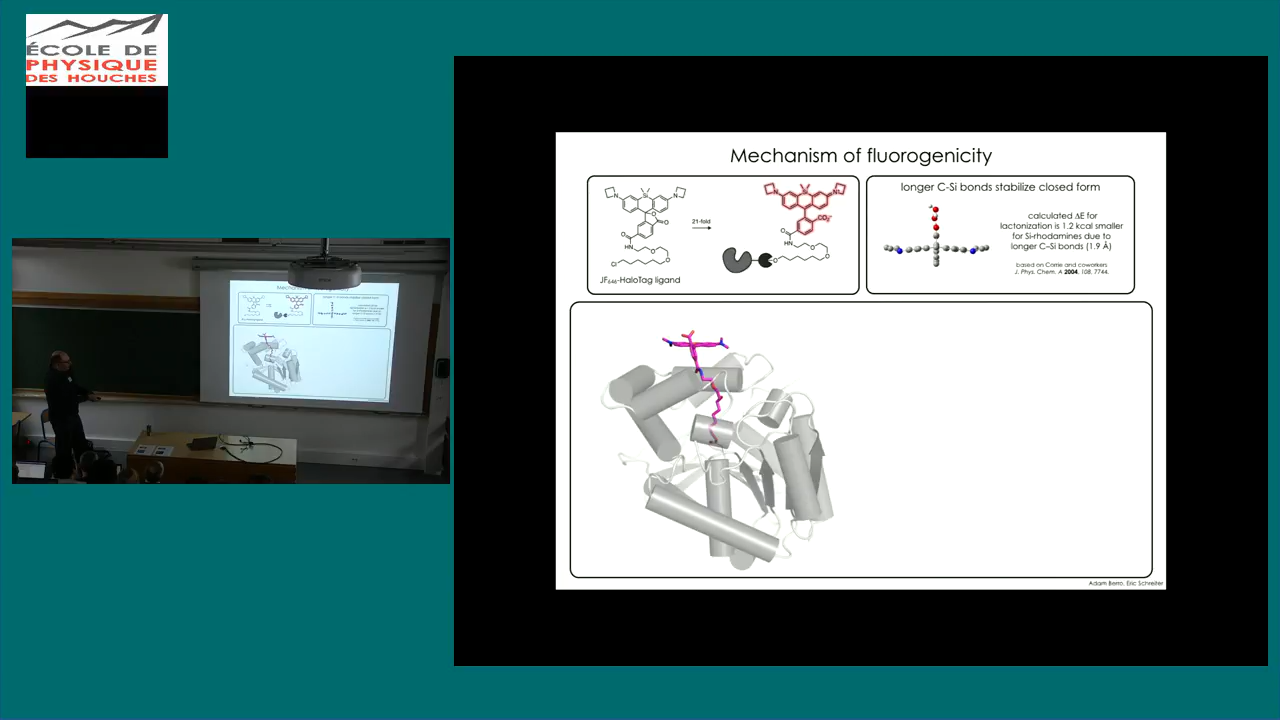 ÉCOLE DE
PHYSIQUE
DES HOUCHES
Mechanism of fluorogenicity
21-fold
JF646-HaloTag ligand
longer C-Si bonds stabilize closed form
calculated ΔE for
lactonization is 1.2 kcal smaller
for Si-rhodamines due to
longer C–Si bonds (1.9 Å)
based on Corrie and coworkers
J. Phys. Chem. A 2004, 108, 7744.
Adam Berro, Eric Schreiter